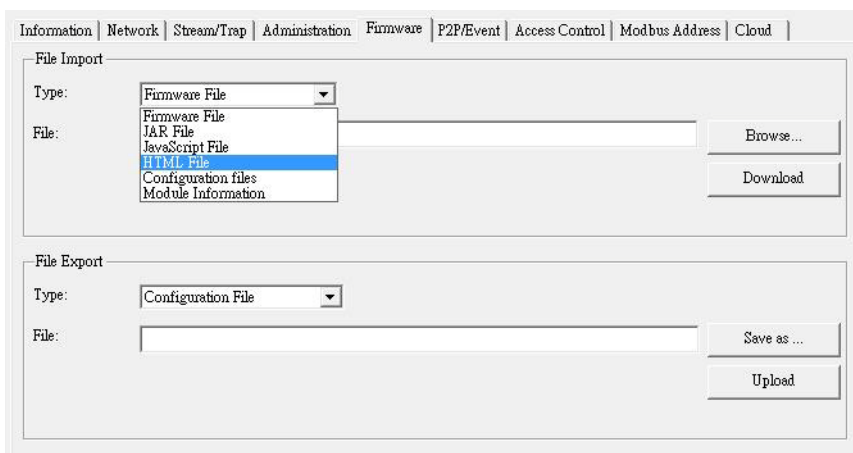 Information Network Stream/Trap Administration Firmware P2P/Event Access Control Modbus Address Cloud
File Import
Type: Firmware File
Firmware File
File: JAR File
Browse...
JavaScript File
HTML File
Configuration files
Download
Module Information
File Export
Type: Configuration File
File:
Save as ...
Upload